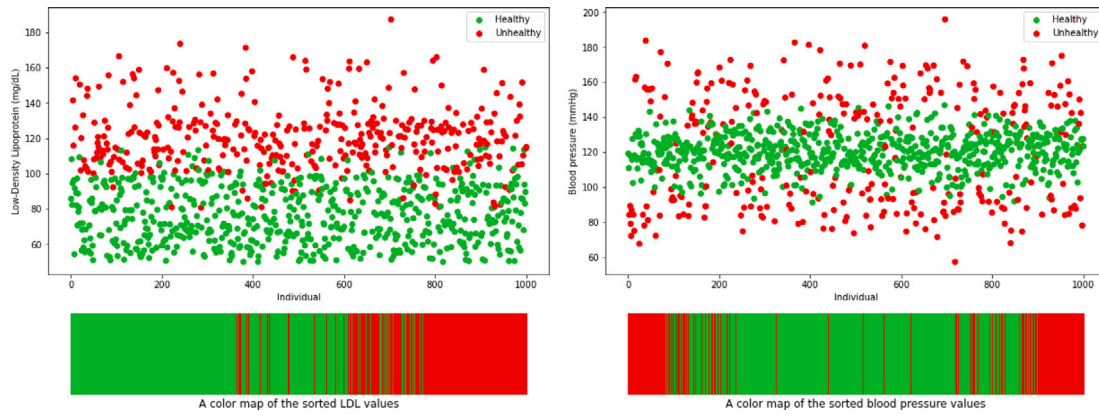 Low-Density Lipoprotein (mg/dL)
180
160
140
120
100
80
60
0
200
400
600
800
1000
Individual
Healthy
Unhealthy
A color map of the sorted LDL values
Blood pressure (mmHg)
200
180
160
140
120
100
80
60
0
200
400
600
800
1000
Individual
Healthy
Unhealthy
A color map of the sorted blood pressure values